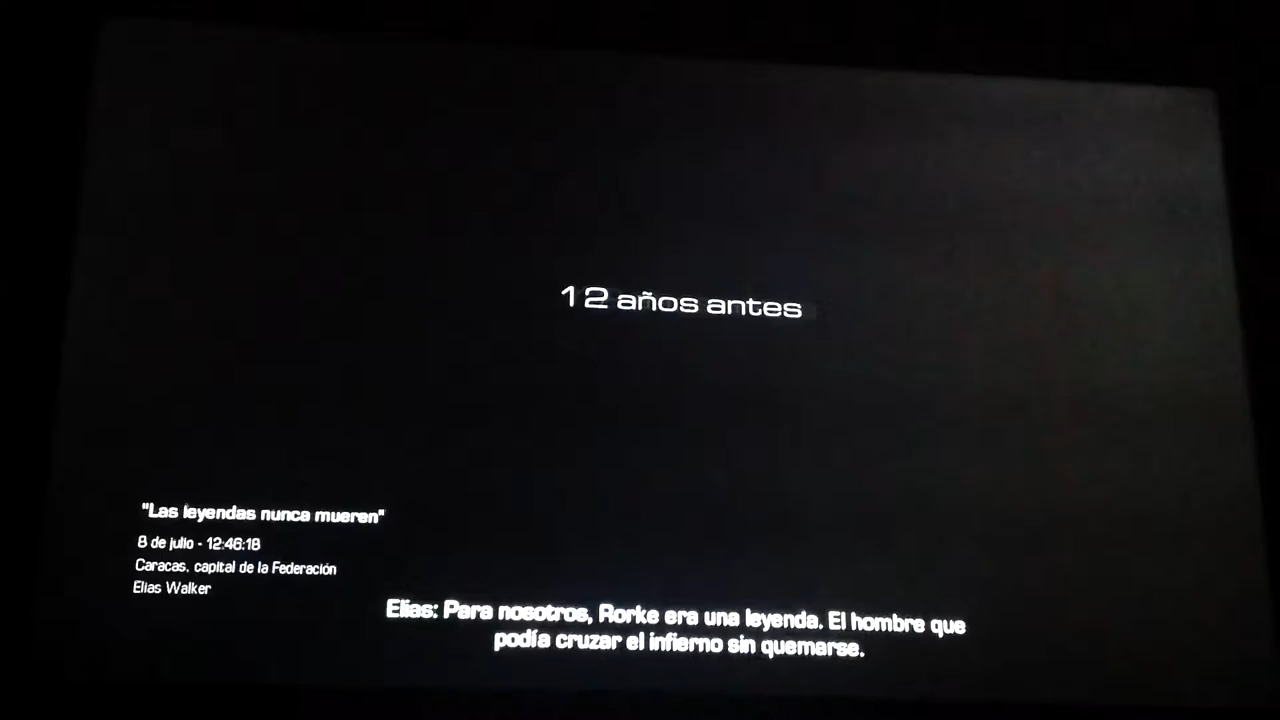 12 años antes
"Las leyendas nunca mueren"
8 de julio - 12:46:18
Caracas, capital de la Federación
Elias Walker
Elias: Para nosotros, Rorke era una leyenda. El hombre que
podía cruzar el infierno sin quemarse.